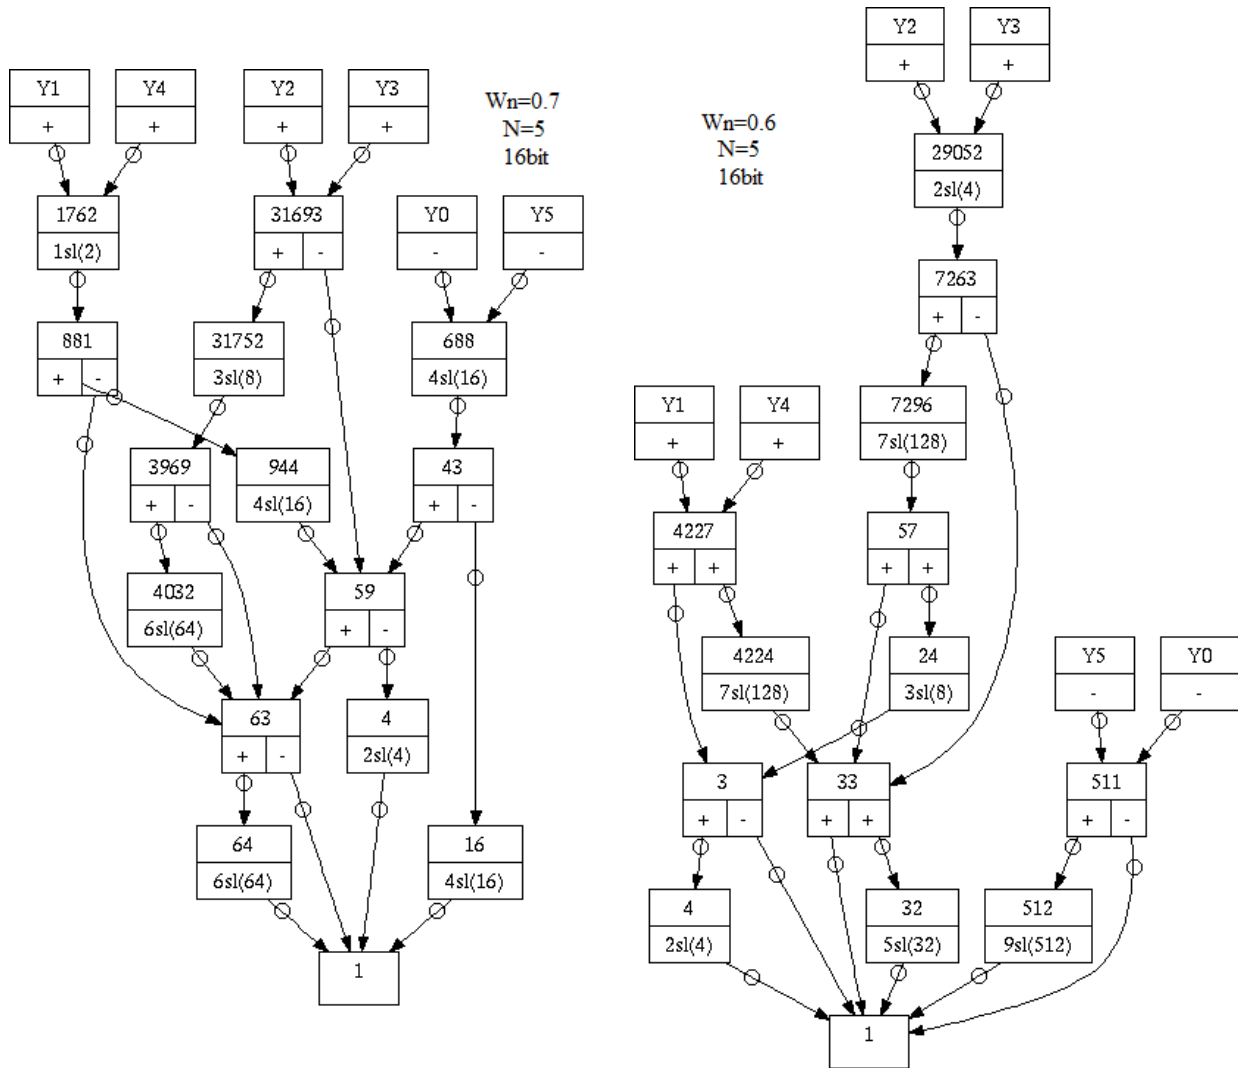 Y1 Y4 Y2 Y3
+ + + +
Wn=0.7
N=5
16bit
1762 31693 Y0 Y5
1sl(2) + - - -
881 31752 688
+ - 3sl(8) 4sl(16)
3969 944 43
+ - 4sl(16) + -
4032 59
6sl(64) + -
63 4
+ - 2sl(4)
64 16
6sl(64) 4sl(16)
1
Y2 Y3
+ +
Wn=0.6
N=5
16bit
29052
2sl(4)
7263
+ -
Y1 Y4 7296
+ + 7sl(128)
4227 57
+ + + +
4224 24 Y5 Y0
7sl(128) 3sl(8) - -
3 33 511
+ - + + + -
4 32 512
2sl(4) 5sl(32) 9sl(512)
1